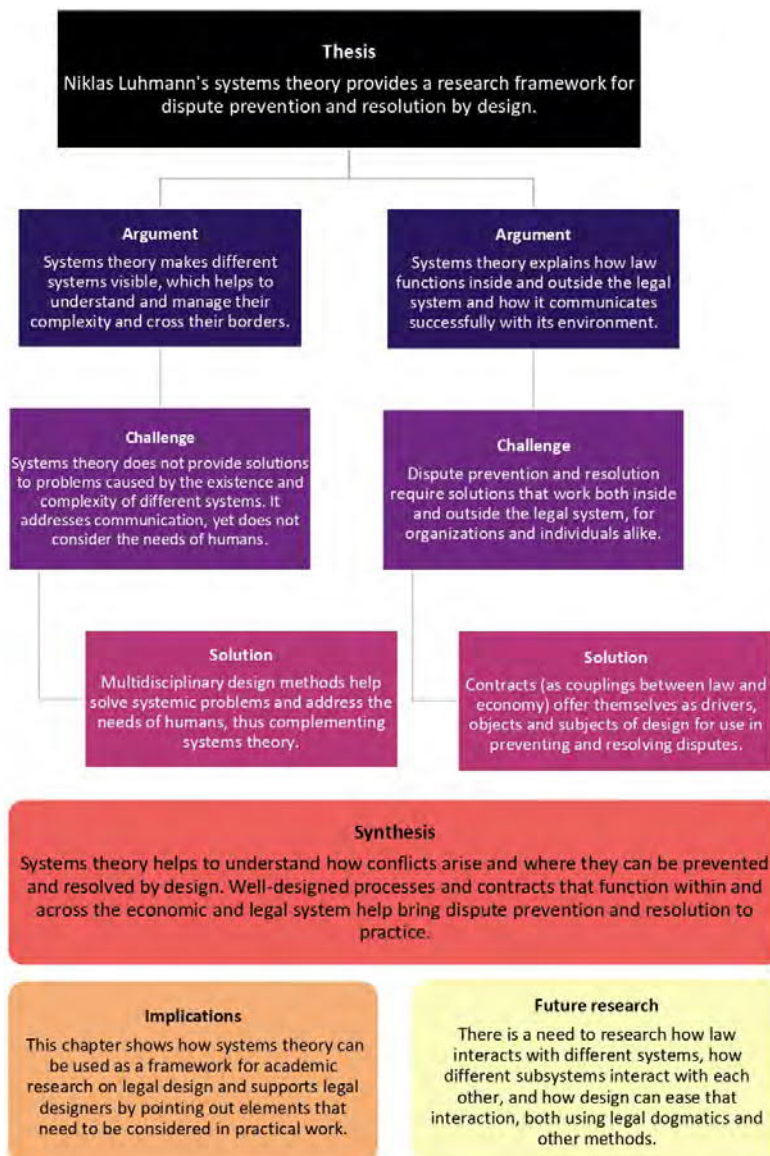 Thesis
Niklas Luhmann's systems theory provides a research framework for
dispute prevention and resolution by design.
Argument
Systems theory makes different
systems visible, which helps to
understand and manage their
complexity and cross their borders.
Argument
Systems theory explains how law
functions inside and outside the legal
system and how it communicates
successfully with its environment.
Challenge
Systems theory does not provide solutions
to problems caused by the existence and
complexity of different systems. It
addresses communication, yet does not
consider the needs of humans.
Challenge
Dispute prevention and resolution
require solutions that work both inside
and outside the legal system, for
organizations and individuals alike.
Solution
Multidisciplinary design methods help
solve systemic problems and address the
needs of humans, thus complementing
systems theory.
Solution
Contracts (as couplings between law and
economy) offer themselves as drivers,
objects and subjects of design for use in
preventing and resolving disputes.
Synthesis
Systems theory helps to understand how conflicts arise and where they can be prevented
and resolved by design. Well-designed processes and contracts that function within and
across the economic and legal system help bring dispute prevention and resolution to
practice.
Implications
This chapter shows how systems theory can
be used as a framework for academic
research on legal design and supports legal
designers by pointing out elements that
need to be considered in practical work.
Future research
There is a need to research how law
interacts with different systems, how
different subsystems interact with each
other, and how design can ease that
interaction, both using legal dogmatics and
other methods.